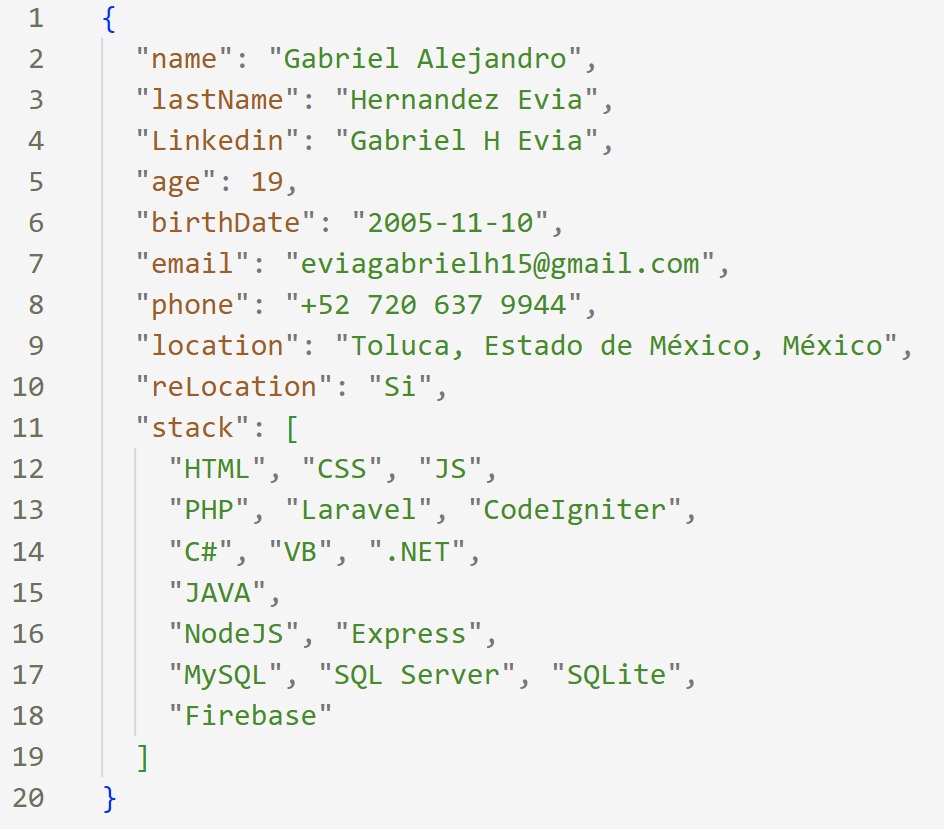 1 {
2 "name": "Gabriel Alejandro",
3 "lastName": "Hernandez Evia",
4 "Linkedin": "Gabriel H Evia",
5 "age": 19,
6 "birthDate": "2005-11-10",
7 "email": "eviagabrielh15@gmail.com",
8 "phone": "+52 720 637 9944",
9 "location": "Toluca, Estado de México, México",
10 "reLocation": "Si",
11 "stack": [
12 "HTML", "CSS", "JS",
13 "PHP", "Laravel", "CodeIgniter",
14 "C#", "VB", ".NET",
15 "JAVA",
16 "NodeJS", "Express",
17 "MySQL", "SQL Server", "SQLite",
18 "Firebase"
19 ]
20 }